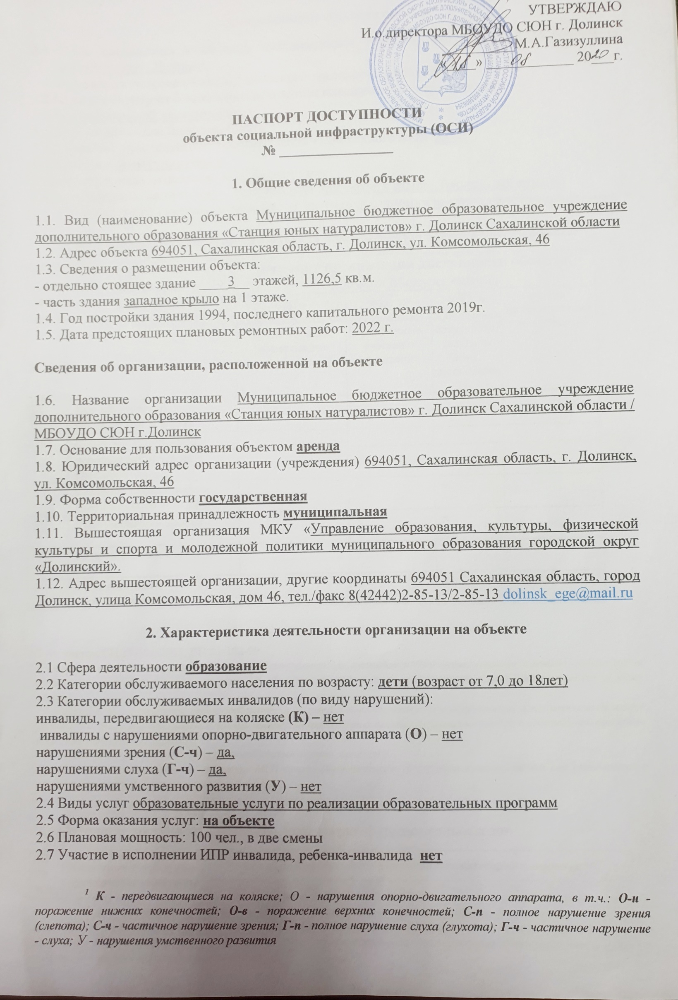 УТВЕРЖДАЮ
И.о.директора МБОУДО СЮН г. Долинск
М.А.Газизуллина
« » 08 2020 г.
ПАСПОРТ ДОСТУПНОСТИ
объекта социальной инфраструктуры (ОСИ)
№ ________________
1. Общие сведения об объекте
1.1. Вид (наименование) объекта Муниципальное бюджетное образовательное учреждение
дополнительного образования «Станция юных натуралистов» г. Долинск Сахалинской области
1.2. Адрес объекта 694051, Сахалинская область, г. Долинск, ул. Комсомольская, 46
1.3. Сведения о размещении объекта:
- отдельно стоящее здание ____3__ этажей, 1126,5 кв.м.
- часть здания западное крыло на 1 этаже.
1.4. Год постройки здания 1994, последнего капитального ремонта 2019г.
1.5. Дата предстоящих плановых ремонтных работ: 2022 г.
Сведения об организации, расположенной на объекте
1.6. Название организации Муниципальное бюджетное образовательное учреждение
дополнительного образования «Станция юных натуралистов» г. Долинск Сахалинской области /
МБОУДО СЮН г.Долинск
1.7. Основание для пользования объектом аренда
1.8. Юридический адрес организации (учреждения) 694051, Сахалинская область, г. Долинск,
ул. Комсомольская, 46
1.9. Форма собственности государственная
1.10. Территориальная принадлежность муниципальная
1.11. Вышестоящая организация МКУ «Управление образования, культуры, физической
культуры и спорта и молодежной политики муниципального образования городской округ
«Долинский».
1.12. Адрес вышестоящей организации, другие координаты 694051 Сахалинская область, город
Долинск, улица Комсомольская, дом 46, тел./факс 8(42442)2-85-13/2-85-13 dolinsk_ege@mail.ru
2. Характеристика деятельности организации на объекте
2.1 Сфера деятельности образование
2.2 Категории обслуживаемого населения по возрасту: дети (возраст от 7,0 до 18лет)
2.3 Категории обслуживаемых инвалидов (по виду нарушений):
инвалиды, передвигающиеся на коляске (К) – нет
инвалиды с нарушениями опорно-двигательного аппарата (О) – нет
нарушениями зрения (С-ч) – да,
нарушениями слуха (Г-ч) – да,
нарушениями умственного развития (У) – нет
2.4 Виды услуг образовательные услуги по реализации образовательных программ
2.5 Форма оказания услуг: на объекте
2.6 Плановая мощность: 100 чел., в две смены
2.7 Участие в исполнении ИПР инвалида, ребенка-инвалида нет
1 К - передвигающиеся на коляске; О - нарушения опорно-двигательного аппарата, в т.ч.: О-н -
поражение нижних конечностей; О-в - поражение верхних конечностей; С-п - полное нарушение зрения
(слепота); С-ч - частичное нарушение зрения; Г-п - полное нарушение слуха (глухота); Г-ч - частичное нарушение
- слуха; У - нарушения умственного развития